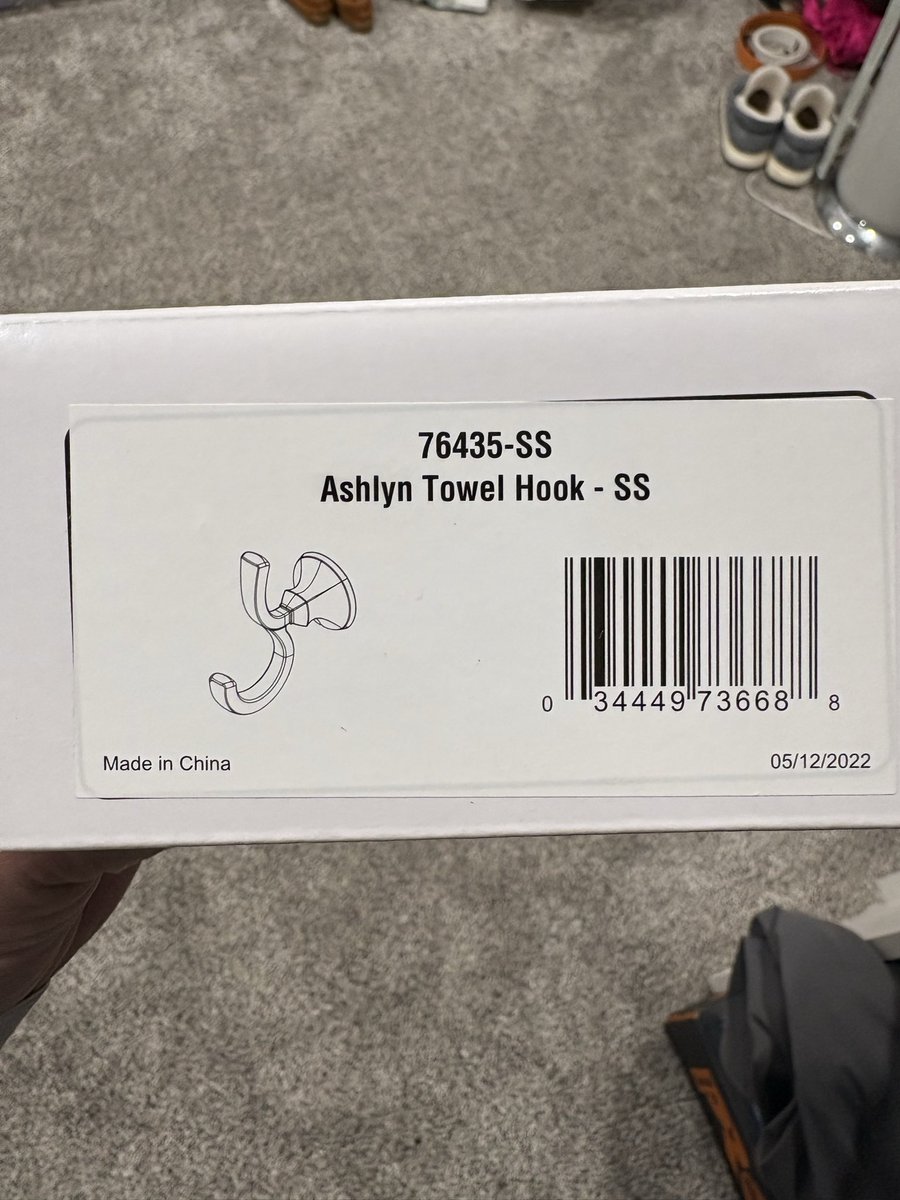 76435-SS
Ashlyn Towel Hook - SS
0 34449 73668 8
Made in China
05/12/2022